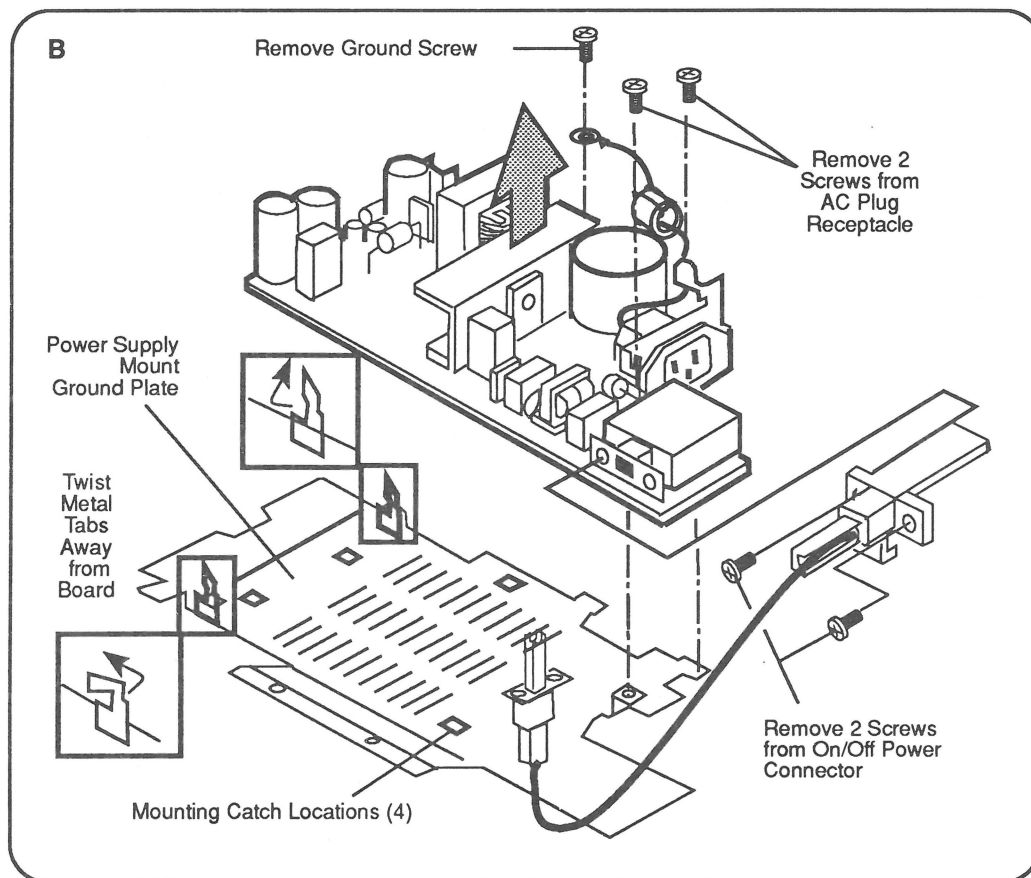 B
Remove Ground Screw
Remove 2
Screws from
AC Plug
Receptacle
Power Supply
Mount
Ground Plate
Twist
Metal
Tabs
Away
from
Board
Remove 2 Screws
from On/Off Power
Connector
Mounting Catch Locations (4)